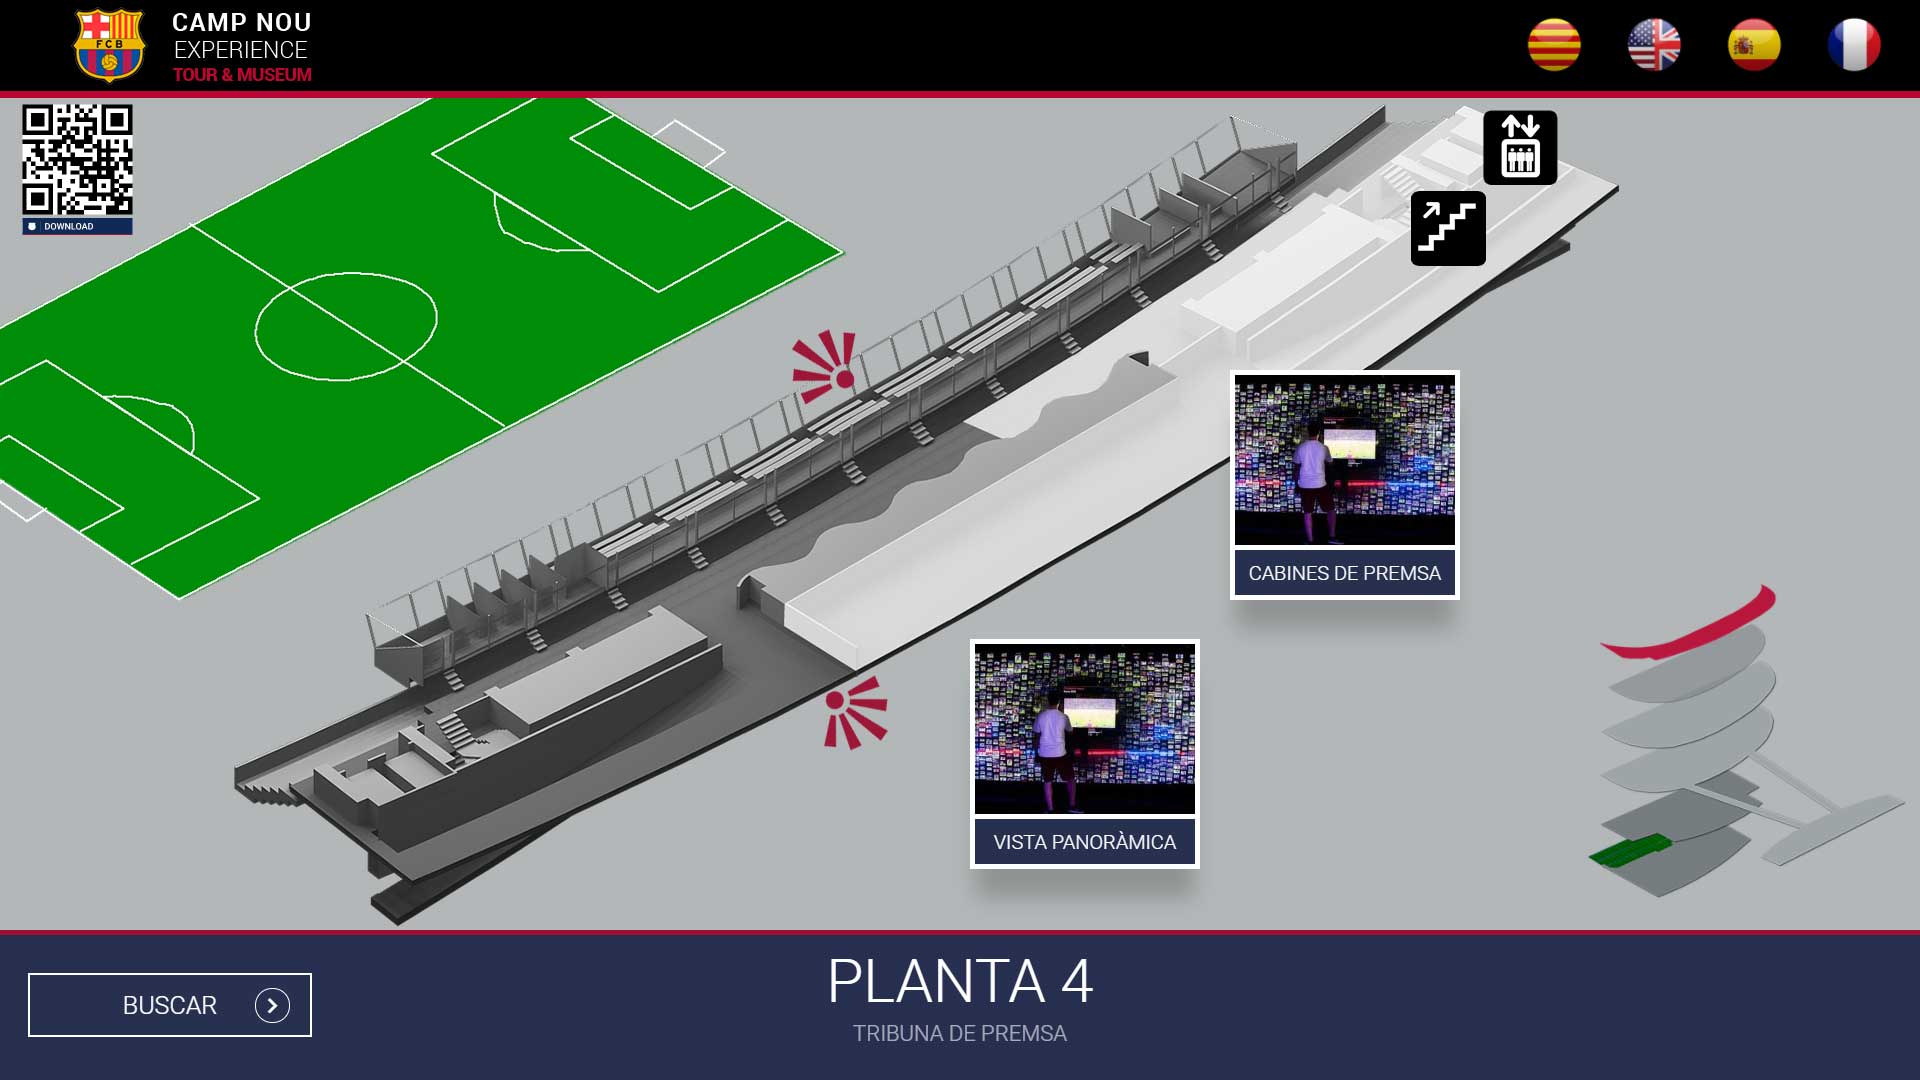 CAMP NOU
EXPERIENCE
TOUR & MUSEUM
FCB
DOWNLOAD
CABINES DE PREMSA
VISTA PANORÀMICA
BUSCAR
PLANTA 4
TRIBUNA DE PREMSA